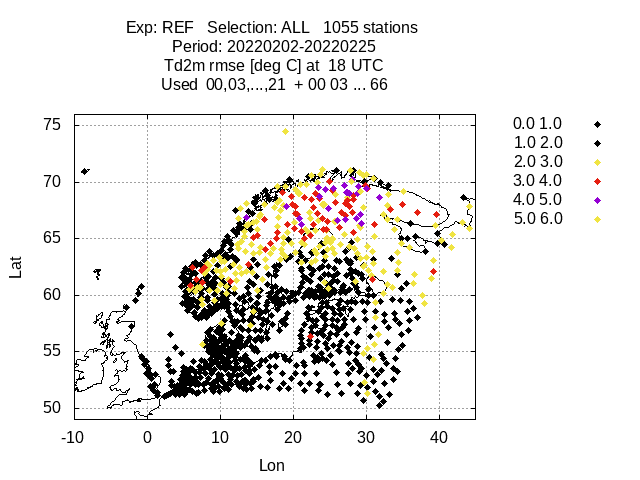 Exp: REF   Selection: ALL   1055 stations
Period: 20220202-20220225
Td2m rmse [deg C] at  18 UTC
Used  00,03,...,21  + 00 03 ... 66
75
70
65
60
55
50
-10 0 10 20 30 40
Lat
Lon
0.0 1.0
1.0 2.0
2.0 3.0
3.0 4.0
4.0 5.0
5.0 6.0